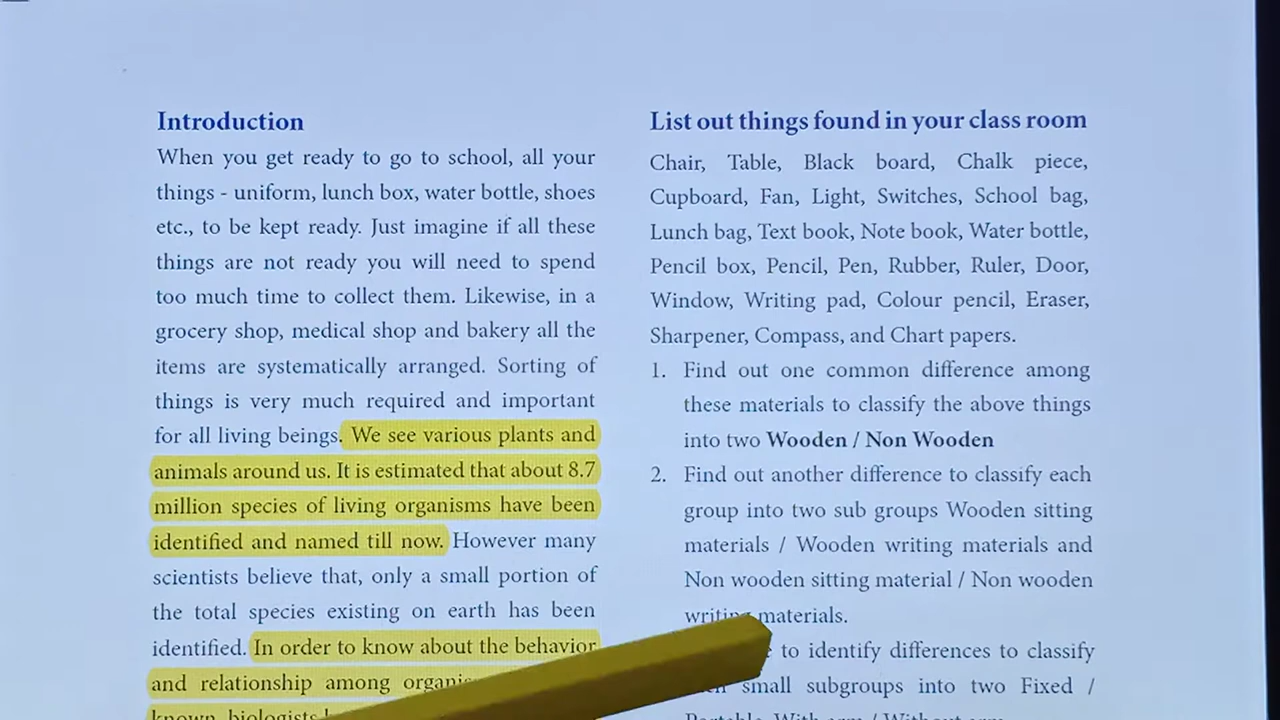 Introduction
When you get ready to go to school, all your
things - uniform, lunch box, water bottle, shoes
etc., to be kept ready. Just imagine if all these
things are not ready you will need to spend
too much time to collect them. Likewise, in a
grocery shop, medical shop and bakery all the
items are systematically arranged. Sorting of
things is very much required and important
for all living beings. We see various plants and
animals around us. It is estimated that about 8.7
million species of living organisms have been
identified and named till now. However many
scientists believe that, only a small portion of
the total species existing on earth has been
identified. In order to know about the behavior
and relationship among
known biologists
List out things found in your class room
Chair, Table, Black board, Chalk piece,
Cupboard, Fan, Light, Switches, School bag,
Lunch bag, Text book, Note book, Water bottle,
Pencil box, Pencil, Pen, Rubber, Ruler, Door,
Window, Writing pad, Colour pencil, Eraser,
Sharpener, Compass, and Chart papers.
1. Find out one common difference among
these materials to classify the above things
into two Wooden / Non Wooden
2. Find out another difference to classify each
group into two sub groups Wooden sitting
materials / Wooden writing materials and
Non wooden sitting material / Non wooden
writing materials.
to identify differences to classify
small subgroups into two Fixed /
Portable, With arm / Without arm